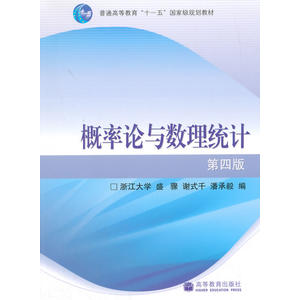 普通高等教育“十一五”国家级规划教材
概率论与数理统计
第四版
□浙江大学 盛 骤 谢式千 潘承毅 编
高等教育出版社
HIGHER EDUCATION PRESS